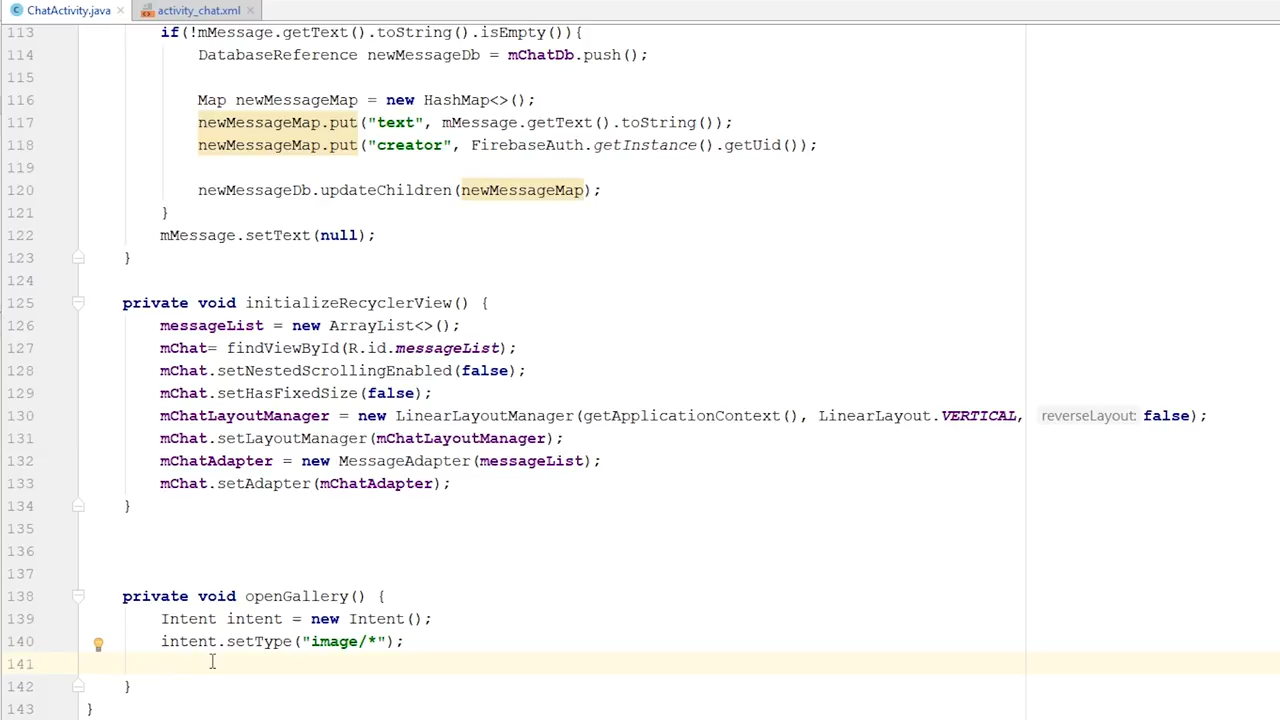 ChatActivity.java × activity_chat.xml ×
113 if(!mMessage.getText().toString().isEmpty()){
114 DatabaseReference newMessageDb = mChatDb.push();
115
116 Map newMessageMap = new HashMap<>();
117 newMessageMap.put("text", mMessage.getText().toString());
118 newMessageMap.put("creator", FirebaseAuth.getInstance().getUid());
119
120 newMessageDb.updateChildren(newMessageMap);
121 }
122 mMessage.setText(null);
123 }
124
125 private void initializeRecyclerView() {
126 messageList = new ArrayList<>();
127 mChat= findViewById(R.id.messageList);
128 mChat.setNestedScrollingEnabled(false);
129 mChat.setHasFixedSize(false);
130 mChatLayoutManager = new LinearLayoutManager(getApplicationContext(), LinearLayout.VERTICAL, reverseLayout: false);
131 mChat.setLayoutManager(mChatLayoutManager);
132 mChatAdapter = new MessageAdapter(messageList);
133 mChat.setAdapter(mChatAdapter);
134 }
135
136
137
138 private void openGallery() {
139 Intent intent = new Intent();
140 intent.setType("image/*");
141
142 }
143 }